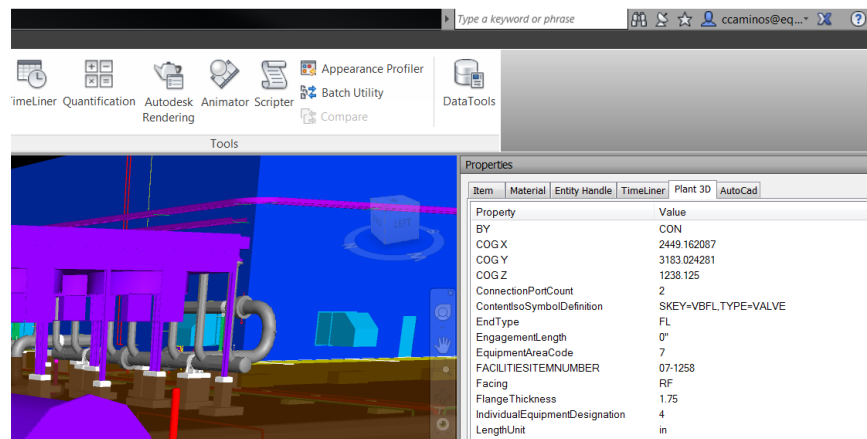 Type a keyword or phrase
ccaminos@eq...
?
Appearance Profiler
Batch Utility
Compare
imeLiner
Quantification
Autodesk Rendering
Animator
Scripter
DataTools
Tools
LEFT
Properties
Item Material Entity Handle TimeLiner Plant 3D AutoCad
Property Value
BY CON
COG X 2449.162087
COG Y 3183.024281
COG Z 1238.125
ConnectionPortCount 2
ContentIsoSymbolDefinition SKEY=VBFL,TYPE=VALVE
EndType FL
EngagementLength 0"
EquipmentAreaCode 7
FACILITIESITEMNUMBER 07-1258
Facing RF
FlangeThickness 1.75
IndividualEquipmentDesignation 4
LengthUnit in